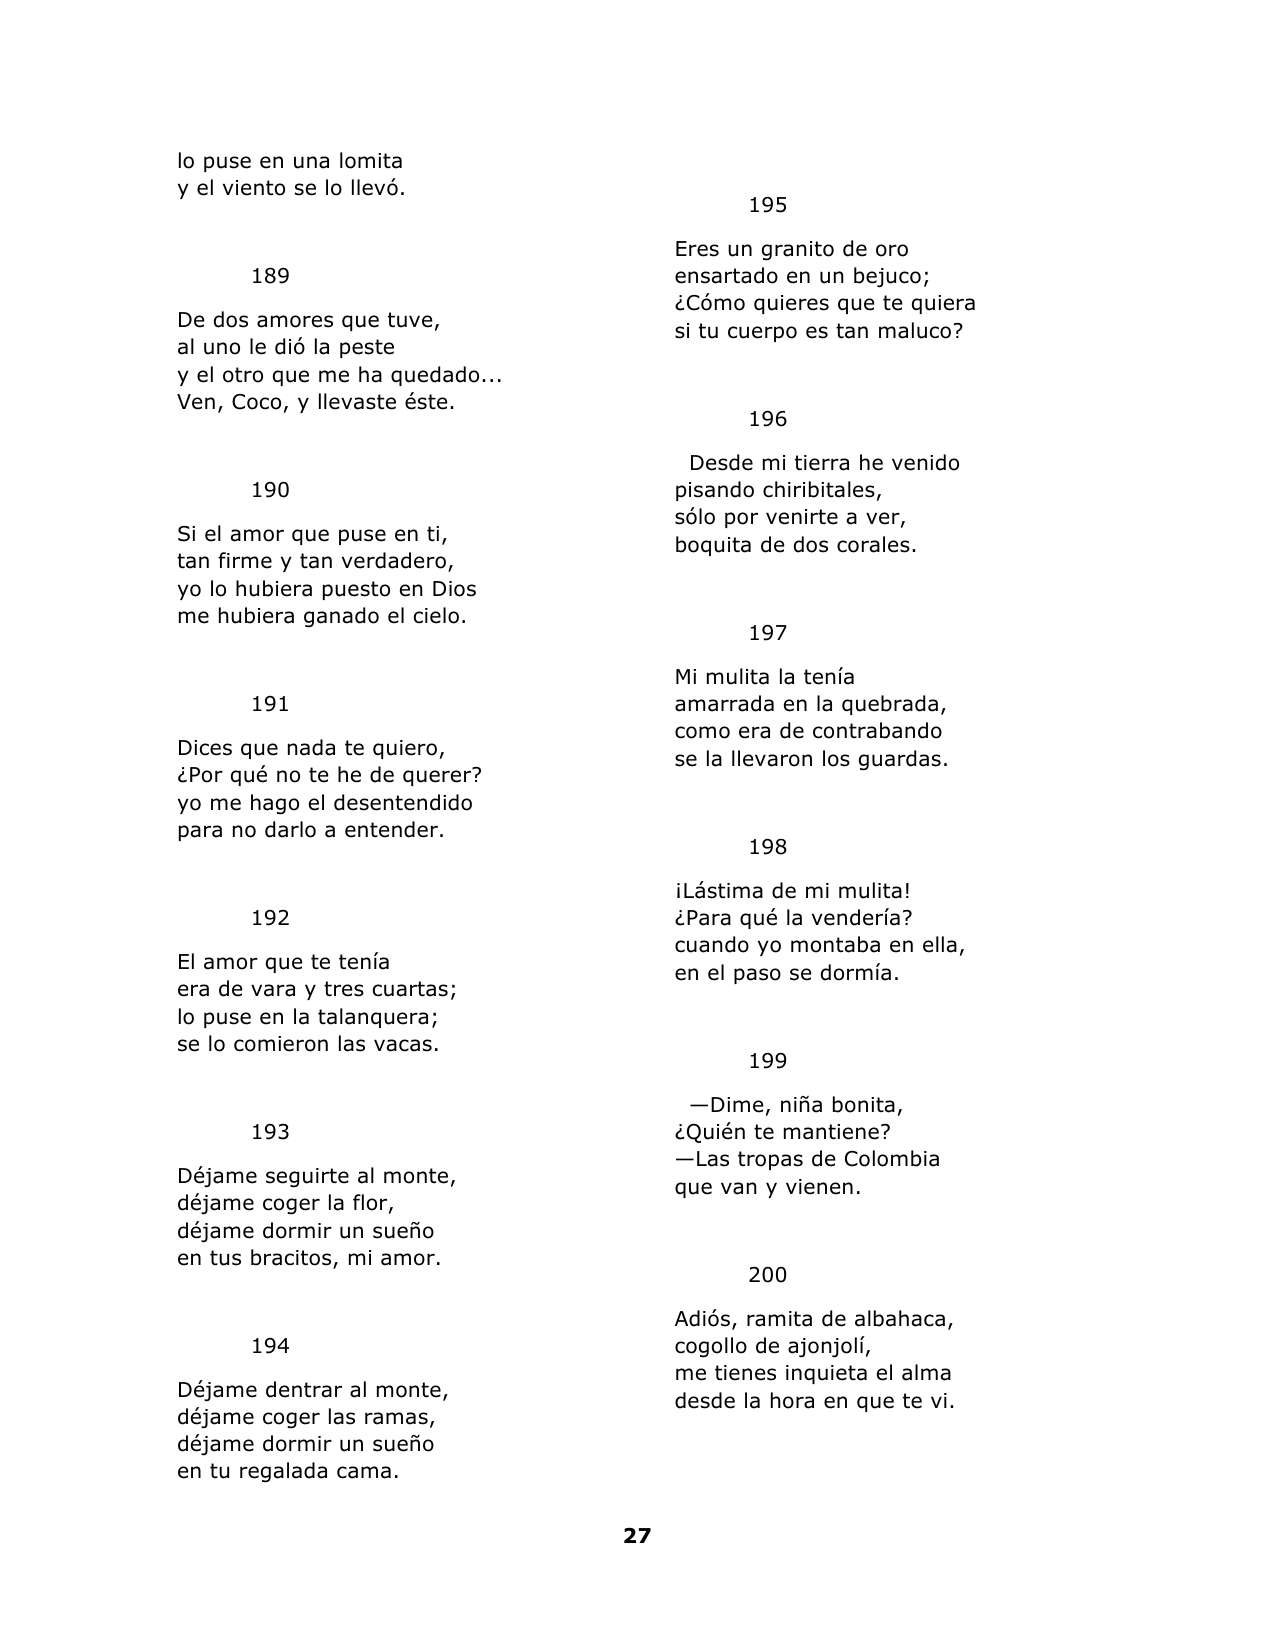 lo puse en una lomita
y el viento se lo llevó.
189
De dos amores que tuve,
al uno le dió la peste
y el otro que me ha quedado...
Ven, Coco, y llevaste éste.
190
Si el amor que puse en ti,
tan firme y tan verdadero,
yo lo hubiera puesto en Dios
me hubiera ganado el cielo.
191
Dices que nada te quiero,
¿Por qué no te he de querer?
yo me hago el desentendido
para no darlo a entender.
192
El amor que te tenía
era de vara y tres cuartas;
lo puse en la talanquera;
se lo comieron las vacas.
193
Déjame seguirte al monte,
déjame coger la flor,
déjame dormir un sueño
en tus bracitos, mi amor.
194
Déjame dentrar al monte,
déjame coger las ramas,
déjame dormir un sueño
en tu regalada cama.
195
Eres un granito de oro
ensartado en un bejuco;
¿Cómo quieres que te quiera
si tu cuerpo es tan maluco?
196
Desde mi tierra he venido
pisando chiribitales,
sólo por venirte a ver,
boquita de dos corales.
197
Mi mulita la tenía
amarrada en la quebrada,
como era de contrabando
se la llevaron los guardas.
198
¡Lástima de mi mulita!
¿Para qué la vendería?
cuando yo montaba en ella,
en el paso se dormía.
199
—Dime, niña bonita,
¿Quién te mantiene?
—Las tropas de Colombia
que van y vienen.
200
Adiós, ramita de albahaca,
cogollo de ajonjolí,
me tienes inquieta el alma
desde la hora en que te vi.
27